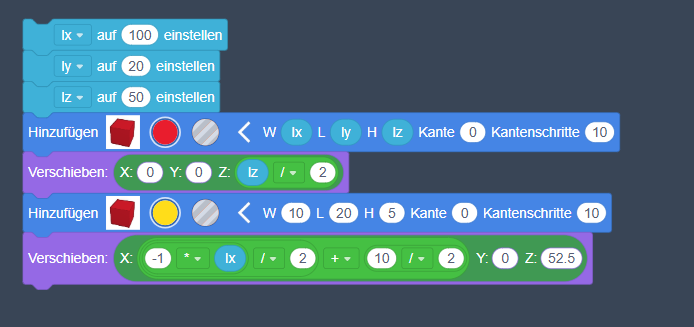 lx auf 100 einstellen
ly auf 20 einstellen
lz auf 50 einstellen
Hinzufügen W lx L ly H lz Kante 0 Kantenschritte 10
Verschieben: X: 0 Y: 0 Z: lz / 2
Hinzufügen W 10 L 20 H 5 Kante 0 Kantenschritte 10
Verschieben: X: -1 * lx / 2 + 10 / 2 Y: 0 Z: 52.5